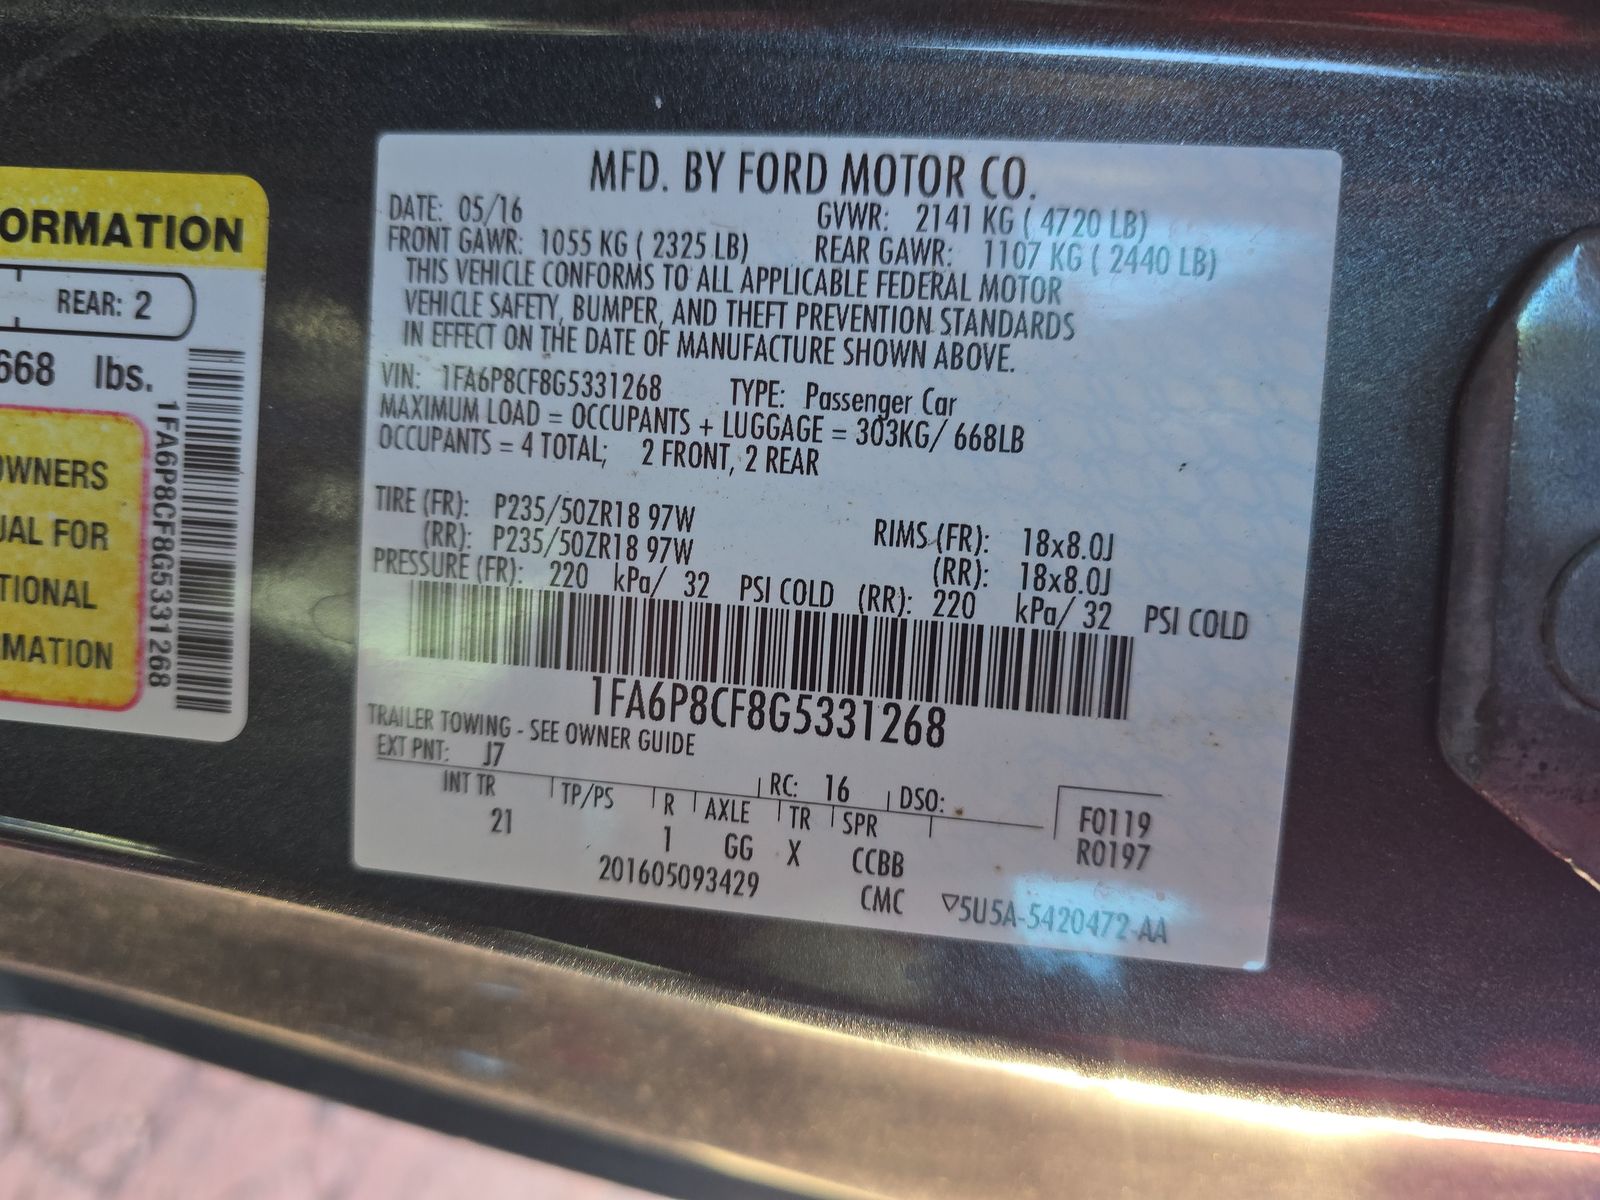 ORMATION
REAR: 2
668 lbs.
1FA6P8CF8G5331268
OWNERS
UAL FOR
TIONAL
MATION
MFD. BY FORD MOTOR CO.
DATE: 05/16 GVWR: 2141 KG ( 4720 LB)
FRONT GAWR: 1055 KG ( 2325 LB) REAR GAWR: 1107 KG ( 2440 LB)
THIS VEHICLE CONFORMS TO ALL APPLICABLE FEDERAL MOTOR
VEHICLE SAFETY, BUMPER, AND THEFT PREVENTION STANDARDS
IN EFFECT ON THE DATE OF MANUFACTURE SHOWN ABOVE.
VIN: 1FA6P8CF8G5331268 TYPE: Passenger Car
MAXIMUM LOAD = OCCUPANTS + LUGGAGE = 303KG/ 668LB
OCCUPANTS = 4 TOTAL; 2 FRONT, 2 REAR
TIRE (FR): P235/50ZR18 97W RIMS (FR): 18x8.0J
(RR): P235/50ZR18 97W (RR): 18x8.0J
PRESSURE (FR): 220 kPa/ 32 PSI COLD (RR): 220 kPa/ 32 PSI COLD
1FA6P8CF8G5331268
TRAILER TOWING - SEE OWNER GUIDE
EXT PNT: J7 RC: 16 DSO:
INT TR TP/PS R AXLE TR SPR F0119
21 1 GG X CCBB R0197
201605093429 CMC ▽5U5A-5420472-AA